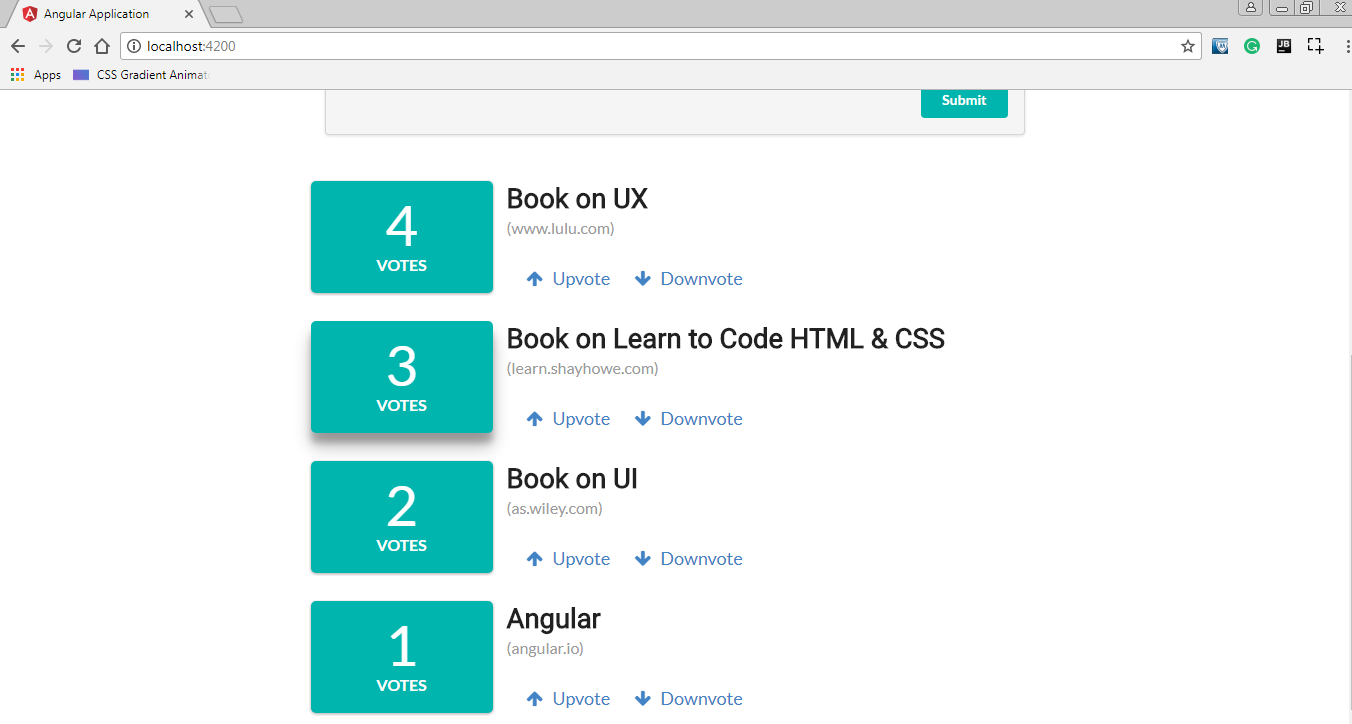 Angular Application
localhost:4200
Apps CSS Gradient Animat
Submit
4
VOTES
Book on UX
(www.lulu.com)
Upvote Downvote
3
VOTES
Book on Learn to Code HTML & CSS
(learn.shayhowe.com)
Upvote Downvote
2
VOTES
Book on UI
(as.wiley.com)
Upvote Downvote
1
VOTES
Angular
(angular.io)
Upvote Downvote